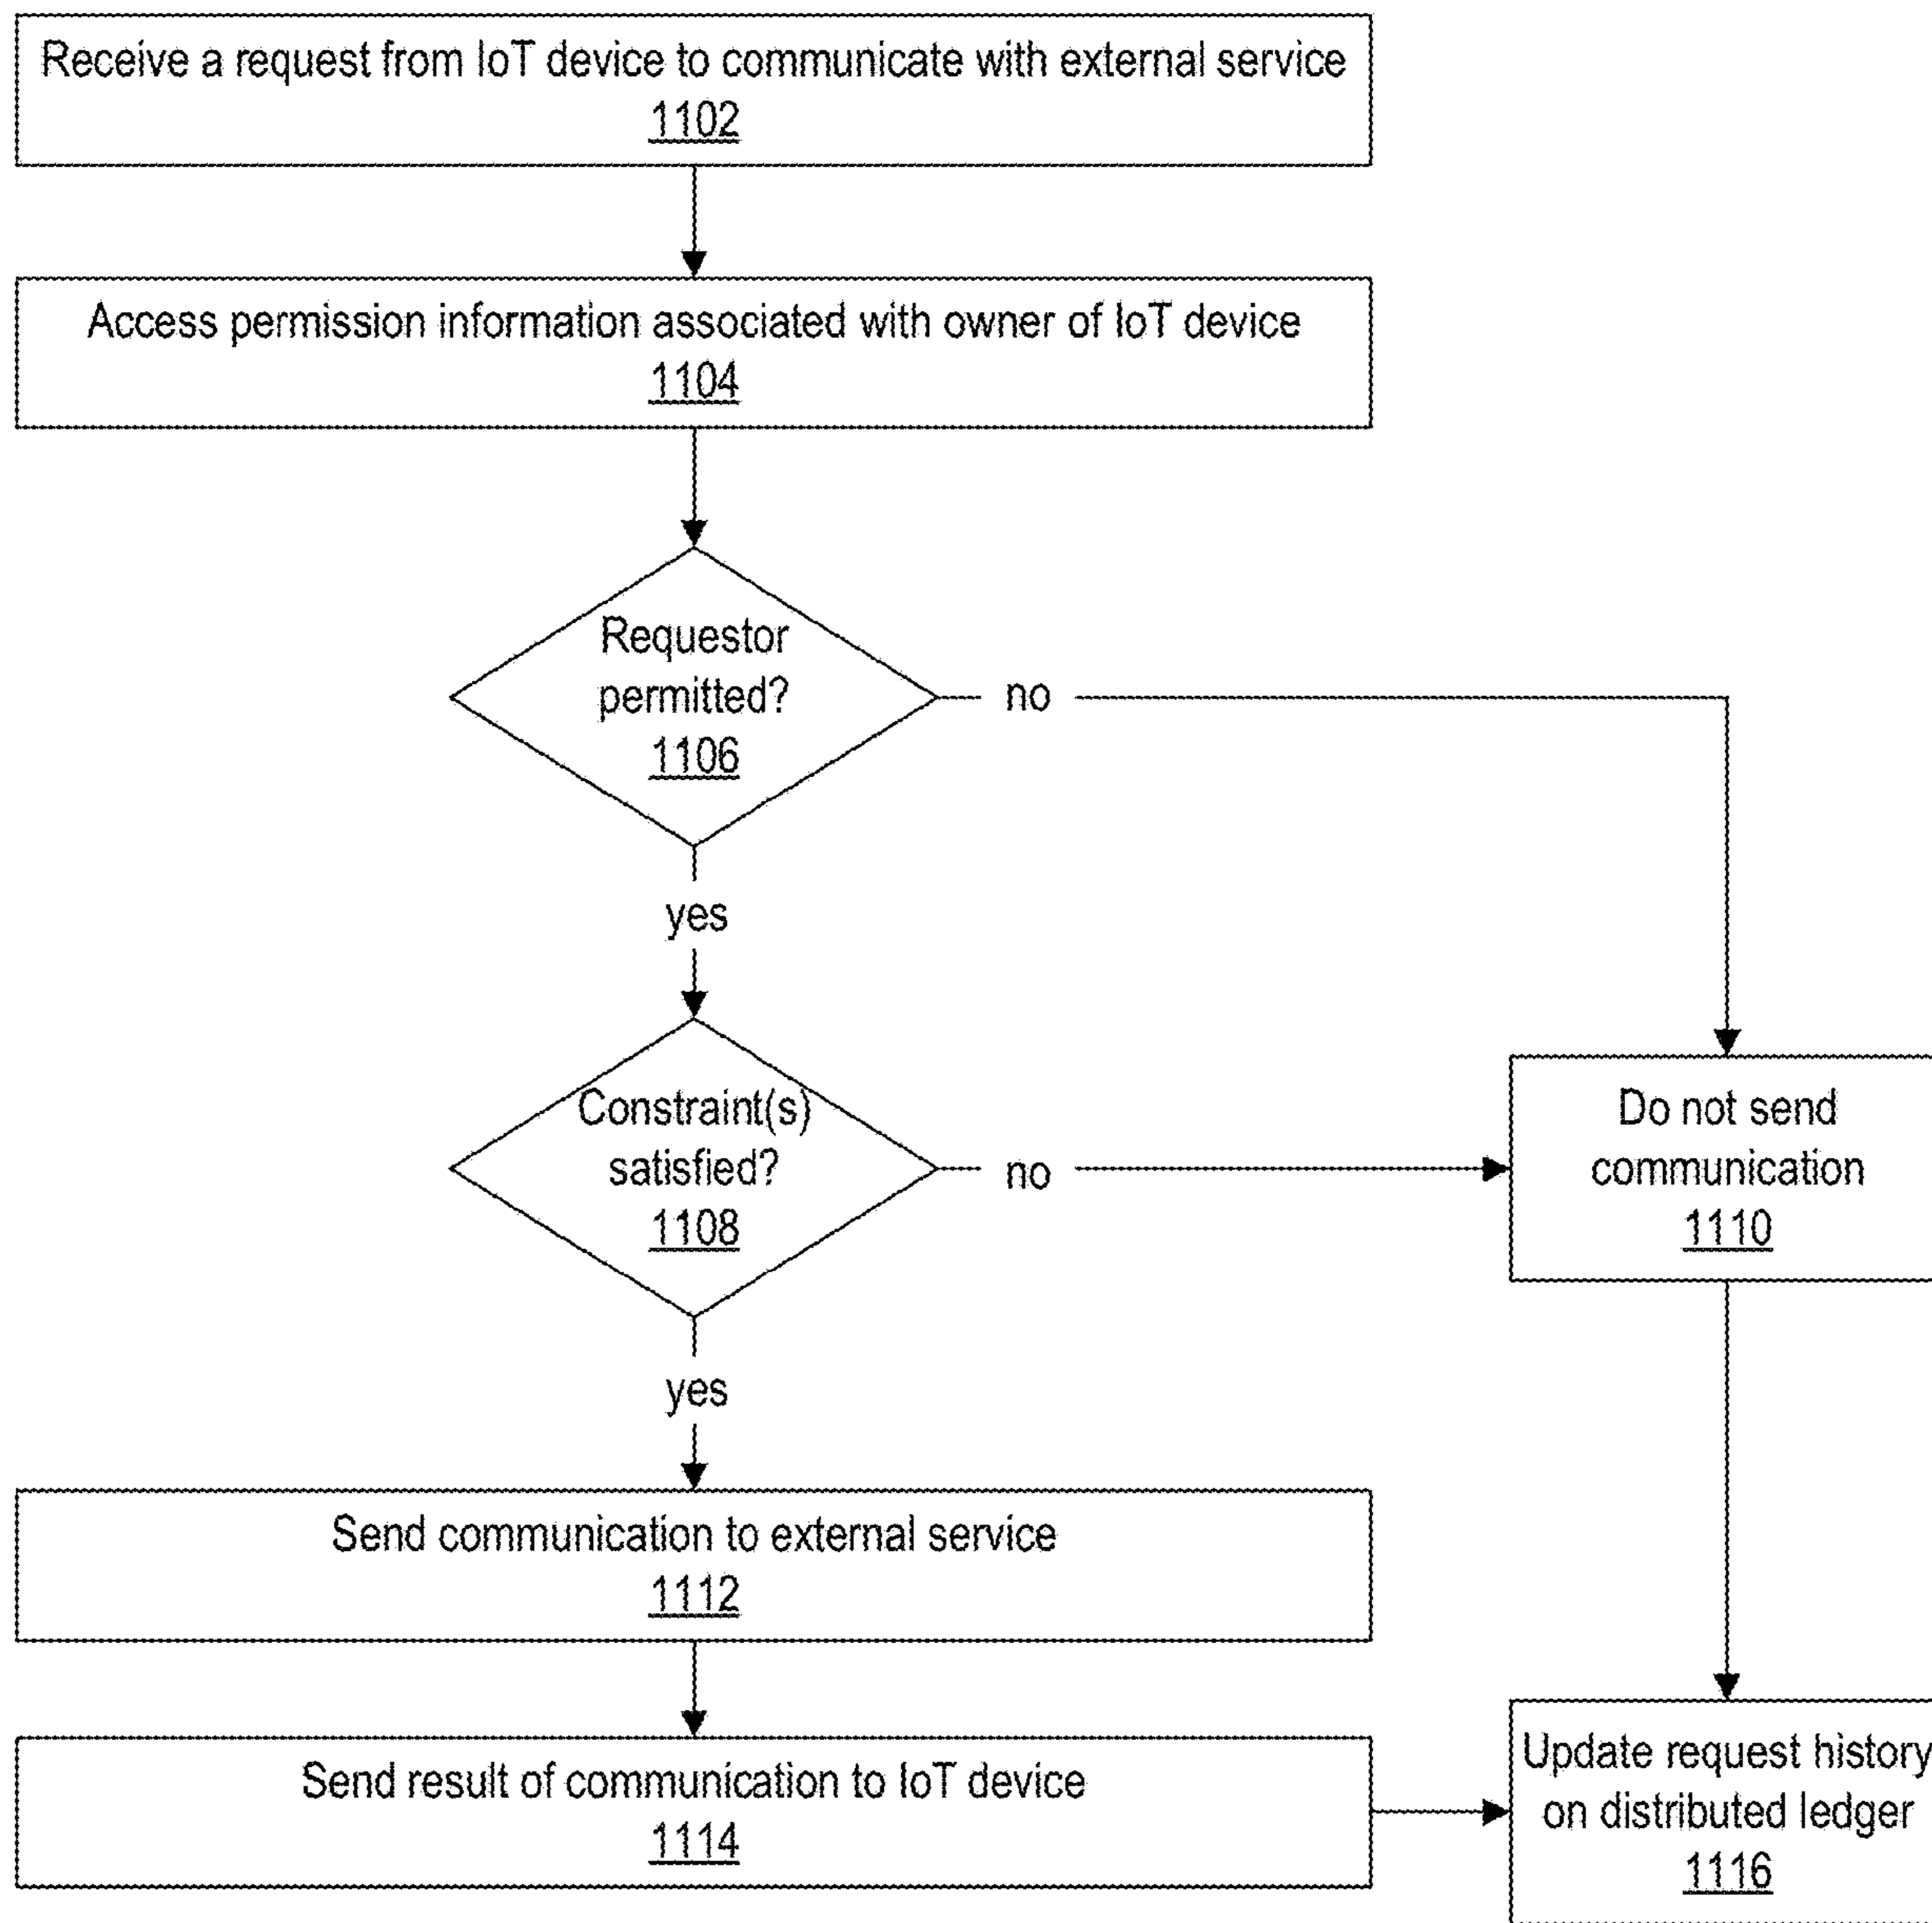 Receive a request from IoT device to communicate with external service
1102
Access permission information associated with owner of IoT device
1104
Requestor
permitted?
1106
no
yes
Constraint(s)
satisfied?
1108
no
Do not send
communication
1110
yes
Send communication to external service
1112
Send result of communication to IoT device
1114
Update request history
on distributed ledger
1116